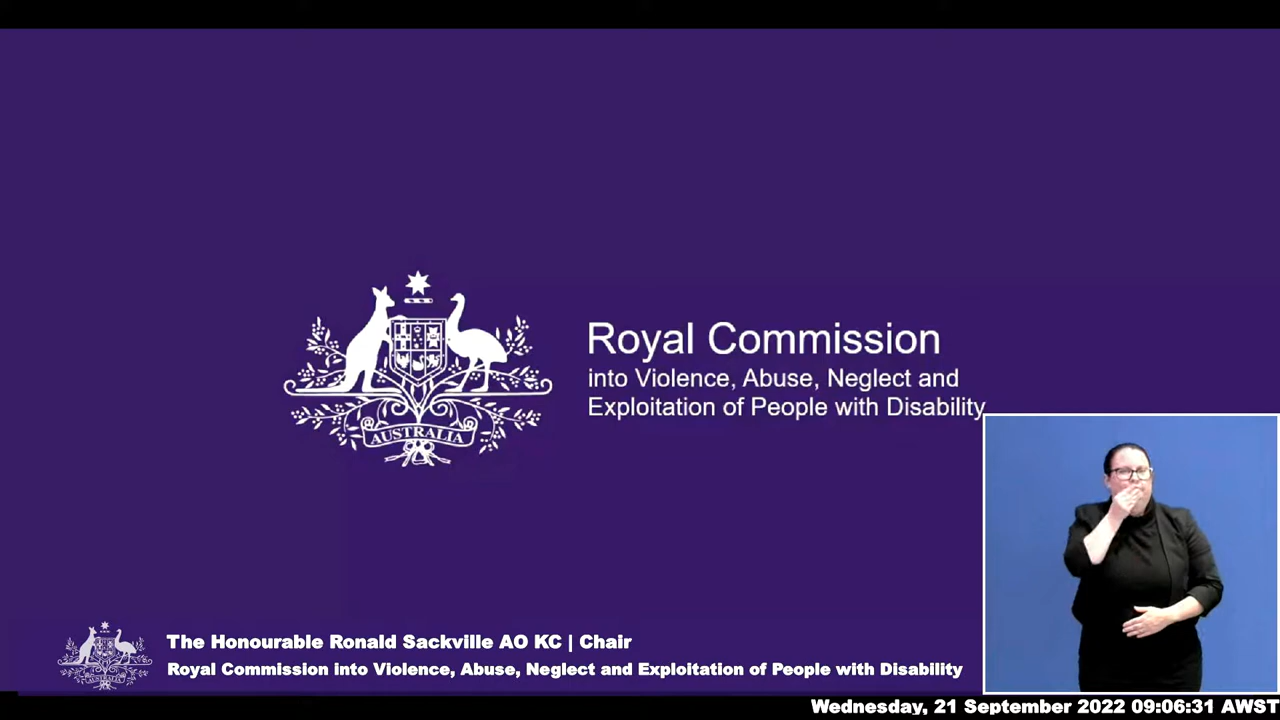 Royal Commission
into Violence, Abuse, Neglect and
Exploitation of People with Disability
AUSTRALIA
The Honourable Ronald Sackville AO KC | Chair
Royal Commission into Violence, Abuse, Neglect and Exploitation of People with Disability
Wednesday, 21 September 2022 09:06:31 AWST